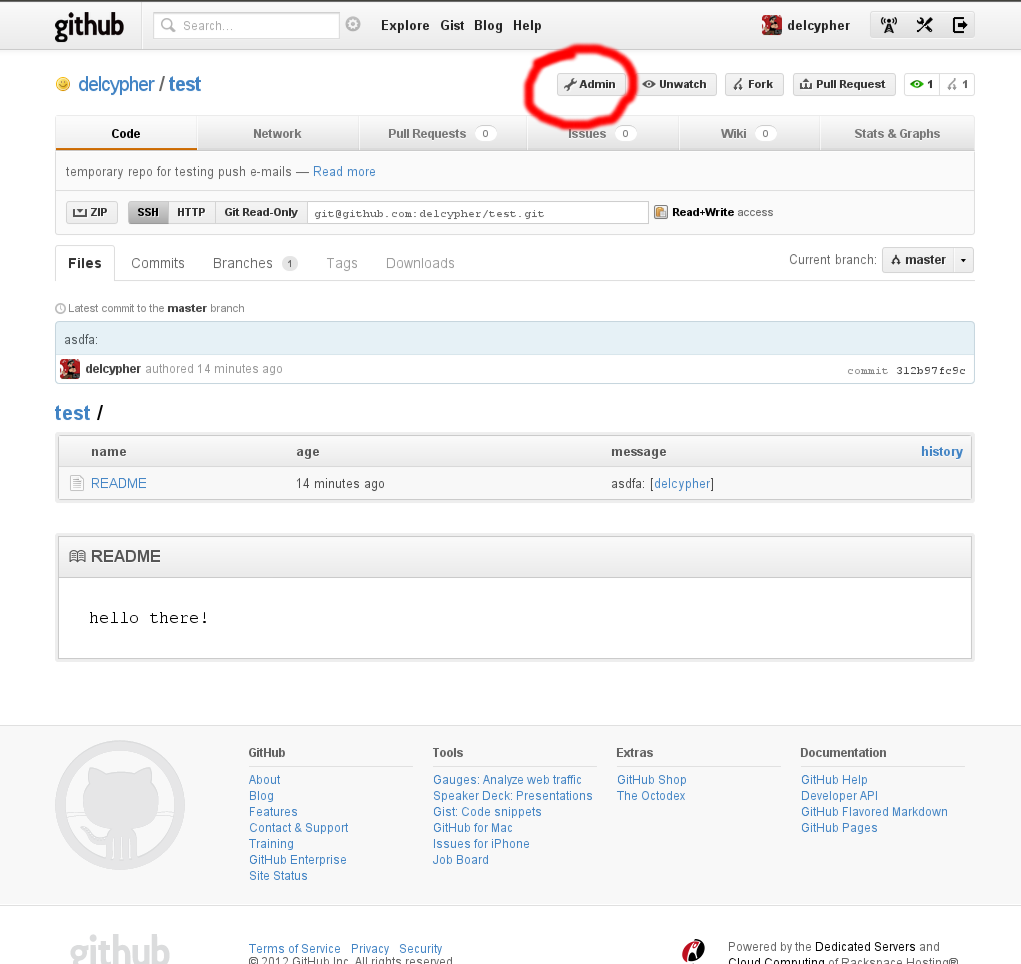 github Search... Explore Gist Blog Help delcypher
delcypher / test Admin Unwatch Fork Pull Request 1 1
Code Network Pull Requests 0 Issues 0 Wiki 0 Stats & Graphs
temporary repo for testing push e-mails — Read more
ZIP SSH HTTP Git Read-Only git@github.com:delcypher/test.git Read+Write access
Files Commits Branches 1 Tags Downloads Current branch: master
Latest commit to the master branch
asdfa:
delcypher authored 14 minutes ago commit 312b97fc9c
test /
name age message history
README 14 minutes ago asdfa: [delcypher]
README
hello there!
GitHub Tools Extras Documentation
About Gauges: Analyze web traffic GitHub Shop GitHub Help
Blog Speaker Deck: Presentations The Octodex Developer API
Features Gist: Code snippets GitHub Flavored Markdown
Contact & Support GitHub for Mac GitHub Pages
Training Issues for iPhone
GitHub Enterprise Job Board
Site Status
github Terms of Service Privacy Security Powered by the Dedicated Servers and
© 2012 GitHub Inc. All rights reserved. Cloud Computing of Rackspace Hosting®